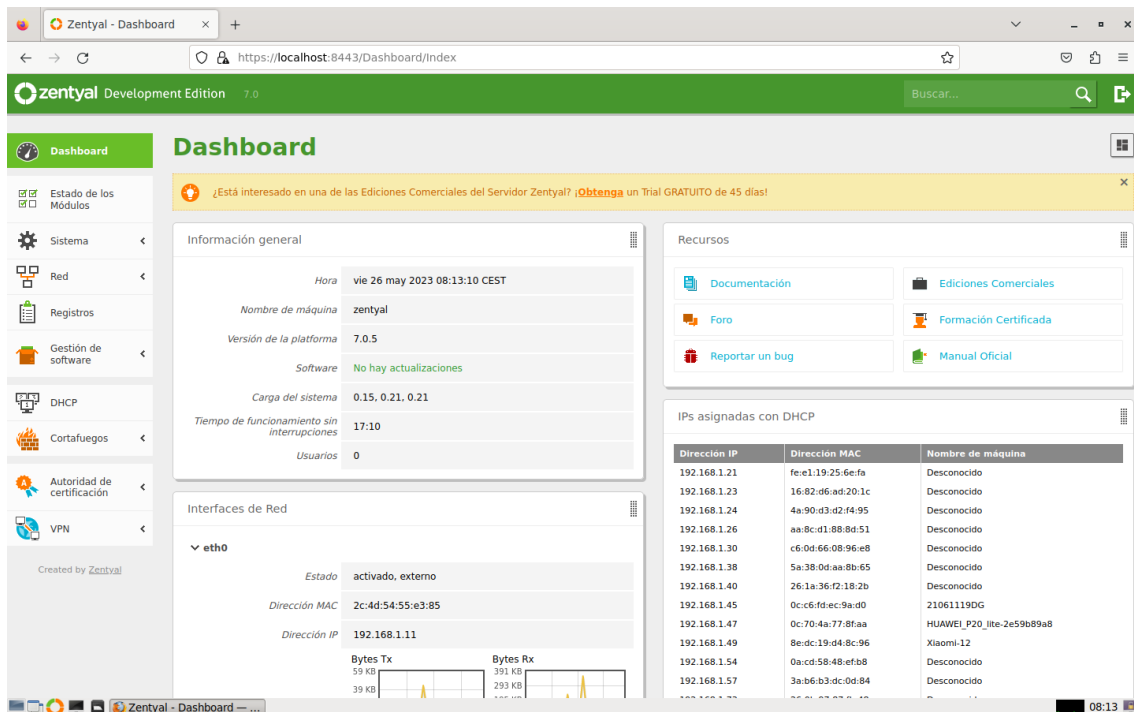 Zentyal - Dashboard
https://localhost:8443/Dashboard/Index
zentyal Development Edition 7.0
Buscar...
Dashboard
Estado de los
Módulos
Sistema
Red
Registros
Gestión de
software
DHCP
Cortafuegos
Autoridad de
certificación
VPN
Created by Zentyal
Dashboard
¿Está interesado en una de las Ediciones Comerciales del Servidor Zentyal? ¡Obtenga un Trial GRATUITO de 45 días!
Información general
Hora vie 26 may 2023 08:13:10 CEST
Nombre de máquina zentyal
Versión de la platforma 7.0.5
Software No hay actualizaciones
Carga del sistema 0.15, 0.21, 0.21
Tiempo de funcionamiento sin
interrupciones 17:10
Usuarios 0
Interfaces de Red
eth0
Estado activado, externo
Dirección MAC 2c:4d:54:55:e3:85
Dirección IP 192.168.1.11
Bytes Tx Bytes Rx
59 KB 391 KB
39 KB 293 KB
Recursos
Documentación Ediciones Comerciales
Foro Formación Certificada
Reportar un bug Manual Oficial
IPs asignadas con DHCP
Dirección IP Dirección MAC Nombre de máquina
192.168.1.21 fe:e1:19:25:6e:fa Desconocido
192.168.1.23 16:82:d6:ad:20:1c Desconocido
192.168.1.24 4a:90:d3:d2:f4:95 Desconocido
192.168.1.26 aa:8c:d1:88:8d:51 Desconocido
192.168.1.30 c6:0d:66:08:96:e8 Desconocido
192.168.1.38 5a:38:0d:aa:8b:65 Desconocido
192.168.1.40 26:1a:36:f2:18:2b Desconocido
192.168.1.45 0c:c6:fd:ec:9a:d0 21061119DG
192.168.1.47 0c:70:4a:77:8f:aa HUAWEI_P20_lite-2e59b89a8
192.168.1.49 8e:dc:19:d4:8c:96 Xiaomi-12
192.168.1.54 0a:cd:58:48:ef:b8 Desconocido
192.168.1.57 3a:b6:b3:dc:0d:84 Desconocido
Zentyal - Dashboard — ...
08:13